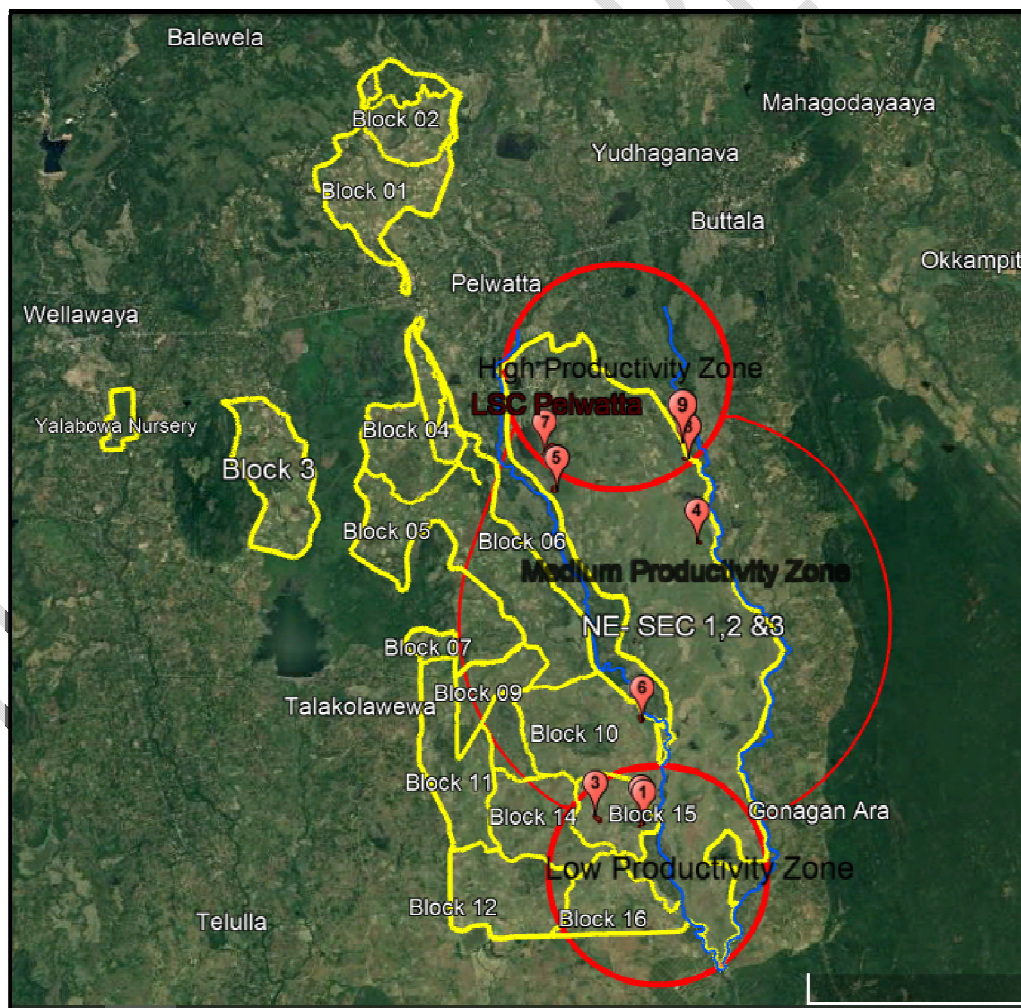 Balewela
Mahagodayaaya
Block 02
Yudhaganava
Block 01
Buttala
Okkampit
Pelwatta
Wellawaya
High Productivity Zone
LSC Pelwatta
9
Yalabowa Nursery
Block 04
7
8
Block 3
5
4
Block 05
Block 06
Medium Productivity Zone
NE- SEC 1,2 &3
Block 07
Block 09
6
Talakolawewa
Block 10
Block 11
3
1
Block 14
Block 15
Gonagan Ara
Low Productivity Zone
Block 12
Block 16
Telulla